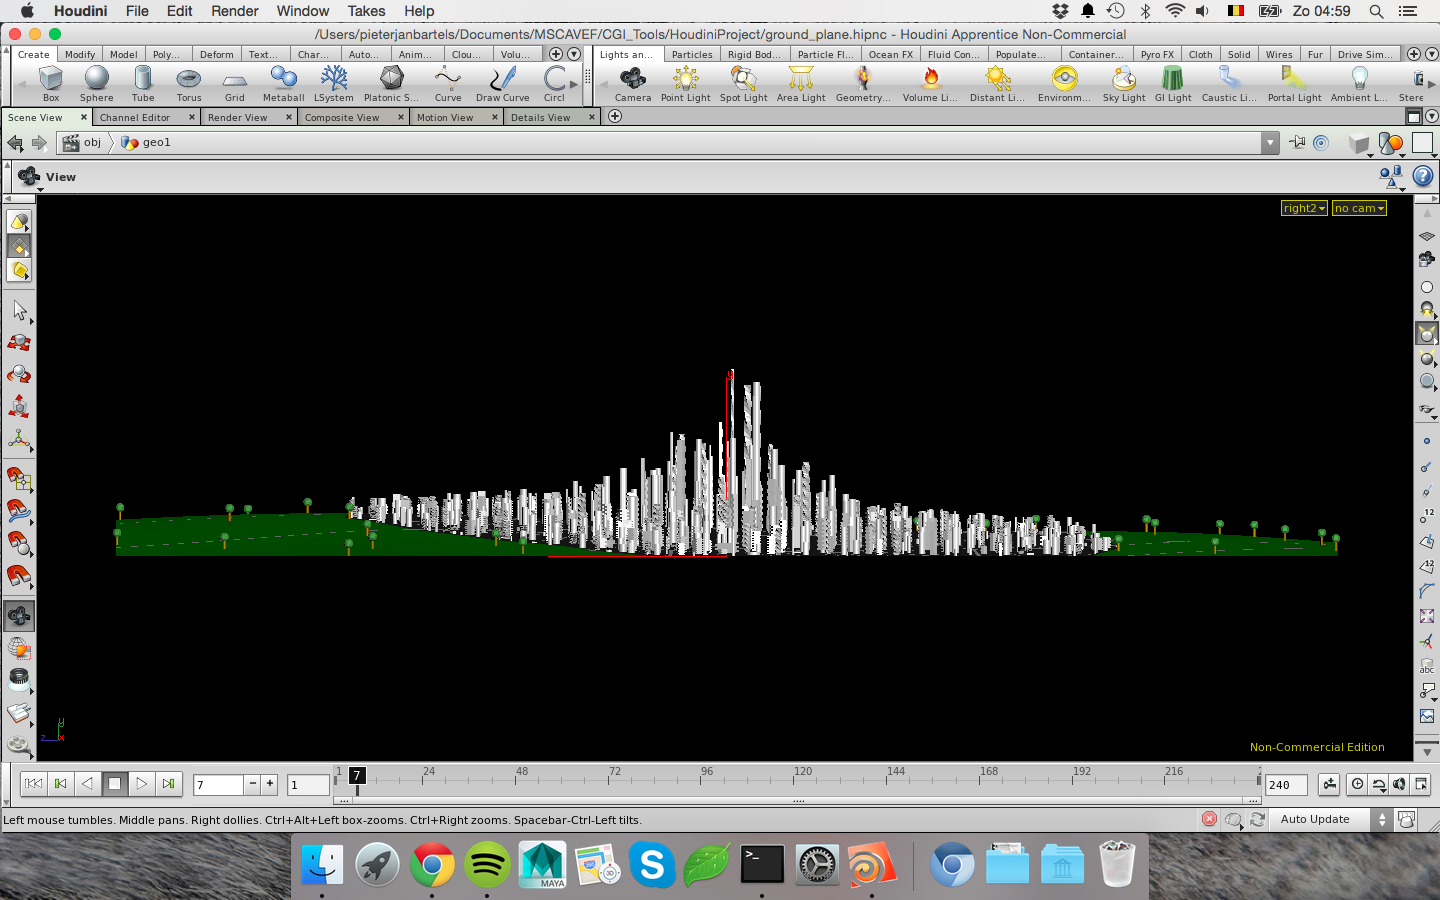 Houdini File Edit Render Window Takes Help Zo 04:59
/Users/pieterjanbartels/Documents/MSCAVEF/CGI_Tools/HoudiniProject/ground_plane.hipnc - Houdini Apprentice Non-Commercial
Create Modify Model Poly... Deform Text... Char... Auto... Anim... Clou... Volu... Lights an... Particles Rigid Bod... Particle Fl... Ocean FX Fluid Con... Populate... Container... Pyro FX Cloth Solid Wires Fur Drive Sim...
Box Sphere Tube Torus Grid Metaball LSystem Platonic S... Curve Draw Curve Circl Camera Point Light Spot Light Area Light Geometry... Volume Li... Distant Li... Environm... Sky Light GI Light Caustic Li... Portal Light Ambient L... Stere
Scene View Channel Editor Render View Composite View Motion View Details View
obj geo1
View
right2 no cam
y
12
12
abc
y
z x
Non-Commercial Edition
7 1 1 7 24 48 72 96 120 144 168 192 216 2 240
Left mouse tumbles. Middle pans. Right dollies. Ctrl+Alt+Left box-zooms. Ctrl+Right zooms. Spacebar-Ctrl-Left tilts. Auto Update
MAYA
3D